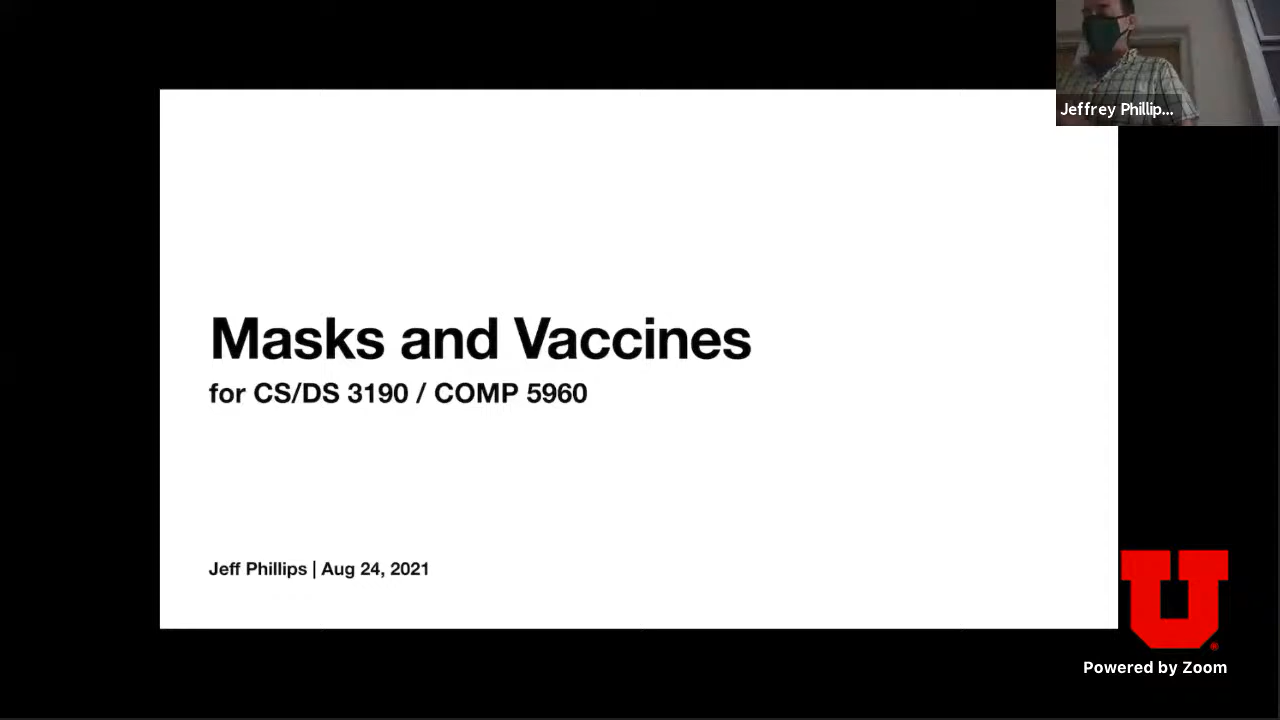 Jeffrey Phillip...
Masks and Vaccines
for CS/DS 3190 / COMP 5960
Jeff Phillips | Aug 24, 2021
U
Powered by Zoom